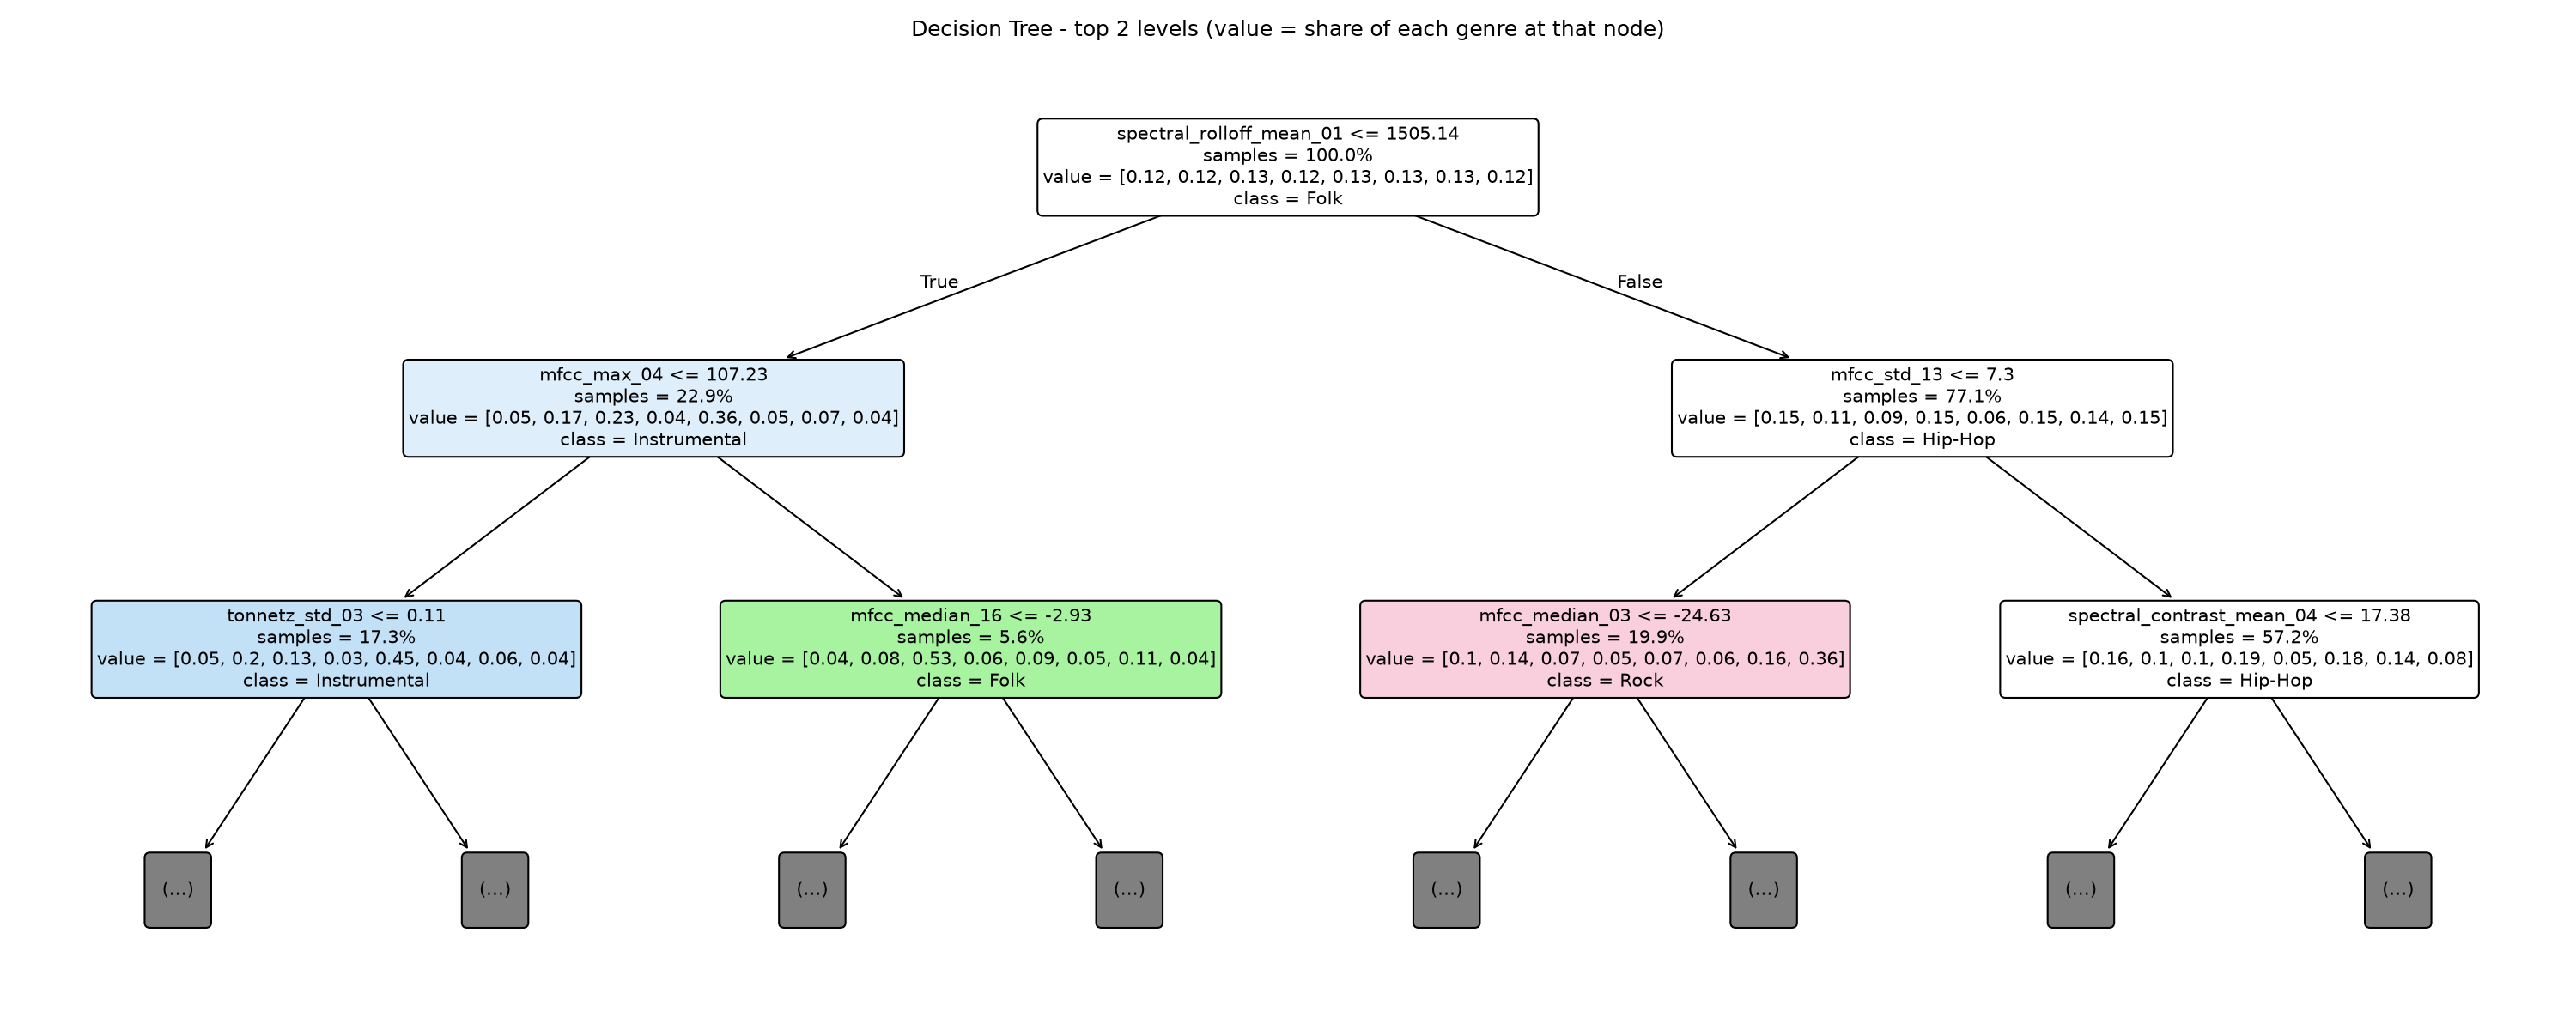 Decision Tree - top 2 levels (value = share of each genre at that node)
spectral_rolloff_mean_01 <= 1505.14
samples = 100.0%
value = [0.12, 0.12, 0.13, 0.12, 0.13, 0.13, 0.13, 0.12]
class = Folk
True
False
mfcc_max_04 <= 107.23
samples = 22.9%
value = [0.05, 0.17, 0.23, 0.04, 0.36, 0.05, 0.07, 0.04]
class = Instrumental
mfcc_std_13 <= 7.3
samples = 77.1%
value = [0.15, 0.11, 0.09, 0.15, 0.06, 0.15, 0.14, 0.15]
class = Hip-Hop
tonnetz_std_03 <= 0.11
samples = 17.3%
value = [0.05, 0.2, 0.13, 0.03, 0.45, 0.04, 0.06, 0.04]
class = Instrumental
mfcc_median_16 <= -2.93
samples = 5.6%
value = [0.04, 0.08, 0.53, 0.06, 0.09, 0.05, 0.11, 0.04]
class = Folk
mfcc_median_03 <= -24.63
samples = 19.9%
value = [0.1, 0.14, 0.07, 0.05, 0.07, 0.06, 0.16, 0.36]
class = Rock
spectral_contrast_mean_04 <= 17.38
samples = 57.2%
value = [0.16, 0.1, 0.1, 0.19, 0.05, 0.18, 0.14, 0.08]
class = Hip-Hop
(...)
(...)
(...)
(...)
(...)
(...)
(...)
(...)